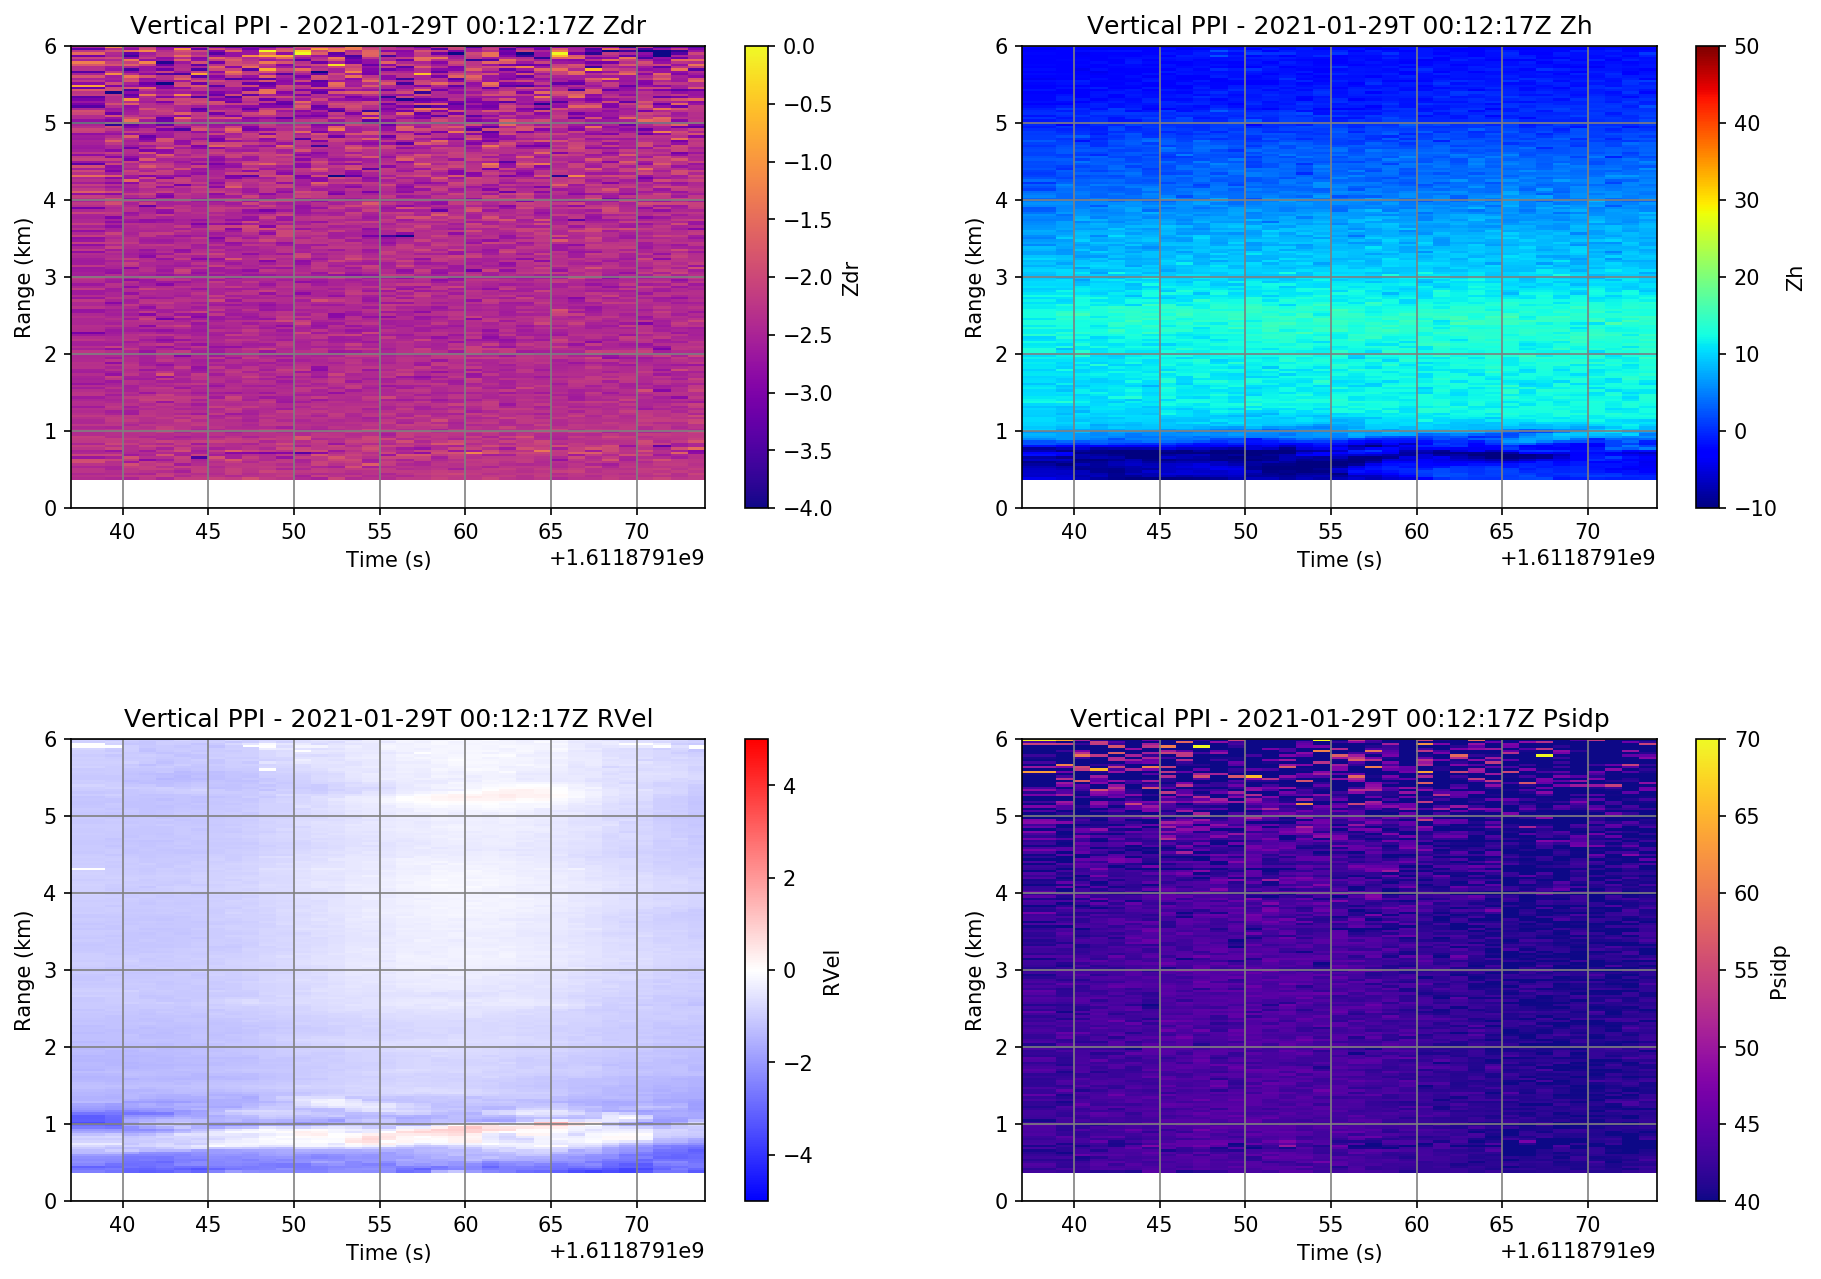 Vertical PPI - 2021-01-29T 00:12:17Z Zdr
6
5
4
3
2
1
0
Range (km)
40 45 50 55 60 65 70
Time (s)
+1.6118791e9
0.0
−0.5
−1.0
−1.5
−2.0
−2.5
−3.0
−3.5
−4.0
Zdr
Vertical PPI - 2021-01-29T 00:12:17Z Zh
6
5
4
3
2
1
0
Range (km)
40 45 50 55 60 65 70
Time (s)
+1.6118791e9
50
40
30
20
10
0
−10
Zh
Vertical PPI - 2021-01-29T 00:12:17Z RVel
6
5
4
3
2
1
0
Range (km)
40 45 50 55 60 65 70
Time (s)
+1.6118791e9
4
2
0
−2
−4
RVel
Vertical PPI - 2021-01-29T 00:12:17Z Psidp
6
5
4
3
2
1
0
Range (km)
40 45 50 55 60 65 70
Time (s)
+1.6118791e9
70
65
60
55
50
45
40
Psidp